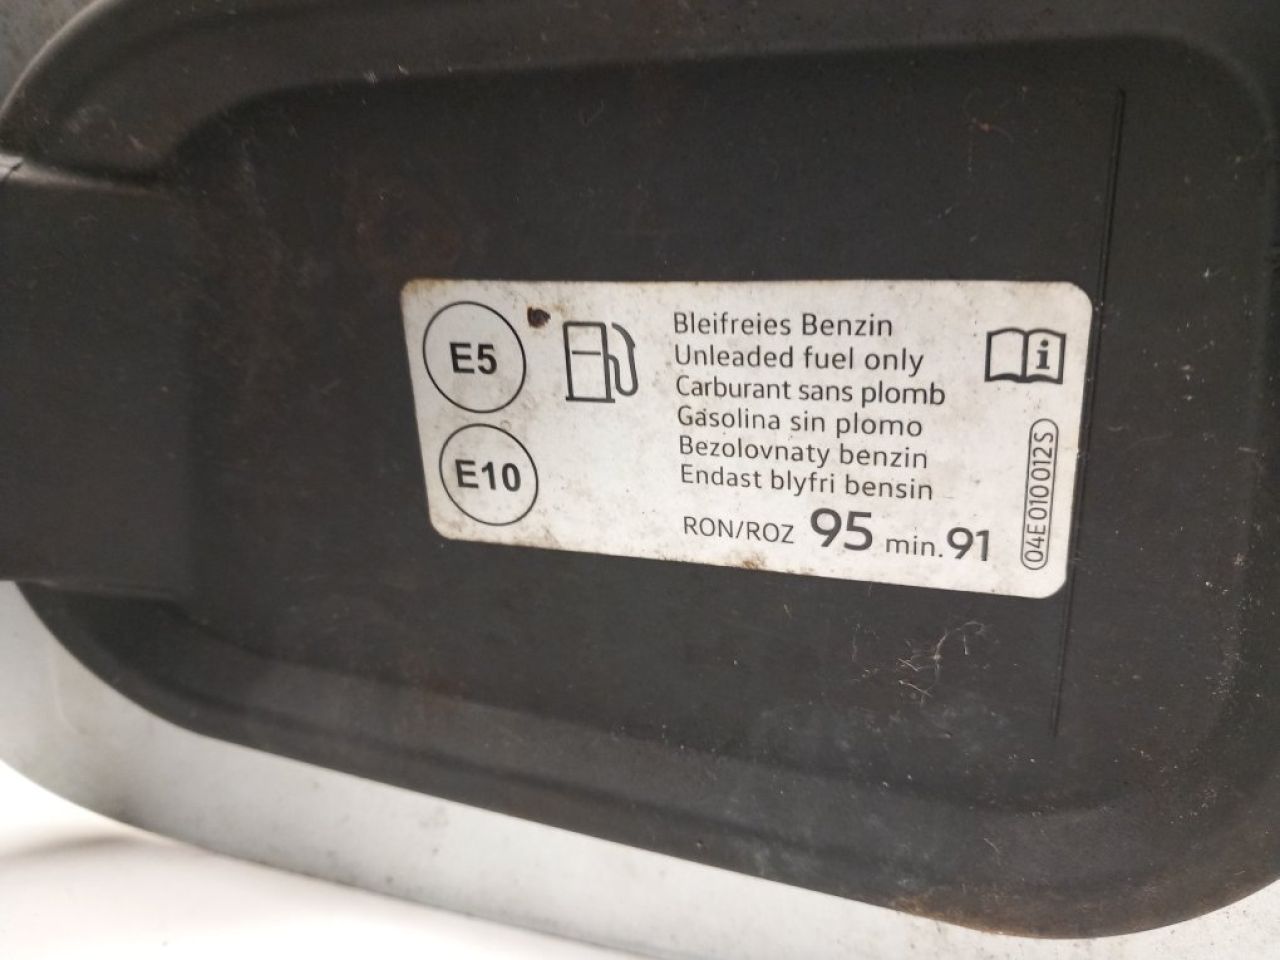 E5
E10
Bleifreies Benzin
Unleaded fuel only
Carburant sans plomb
Gasolina sin plomo
Bezolovnaty benzin
Endast blyfri bensin
RON/ROZ 95 min. 91
i
04E 010 012 S